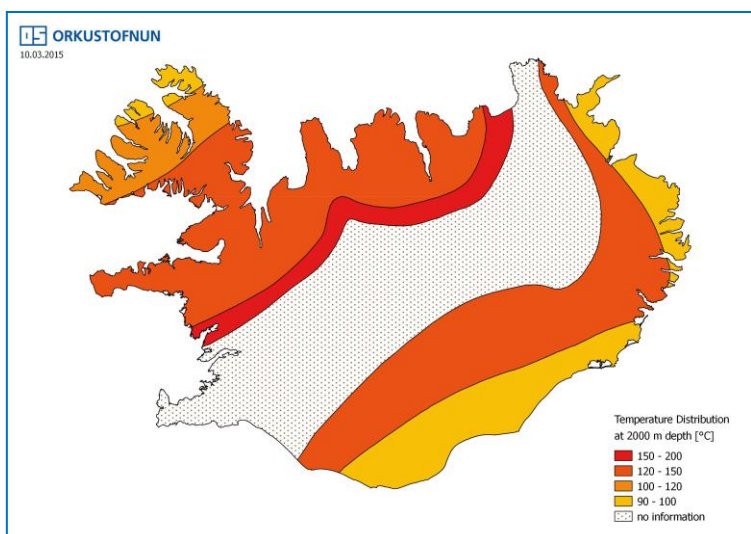 OS ORKUSTOFNUN
10.03.2015
Temperature Distribution
at 2000 m depth [°C]
150 - 200
120 - 150
100 - 120
90 - 100
no information